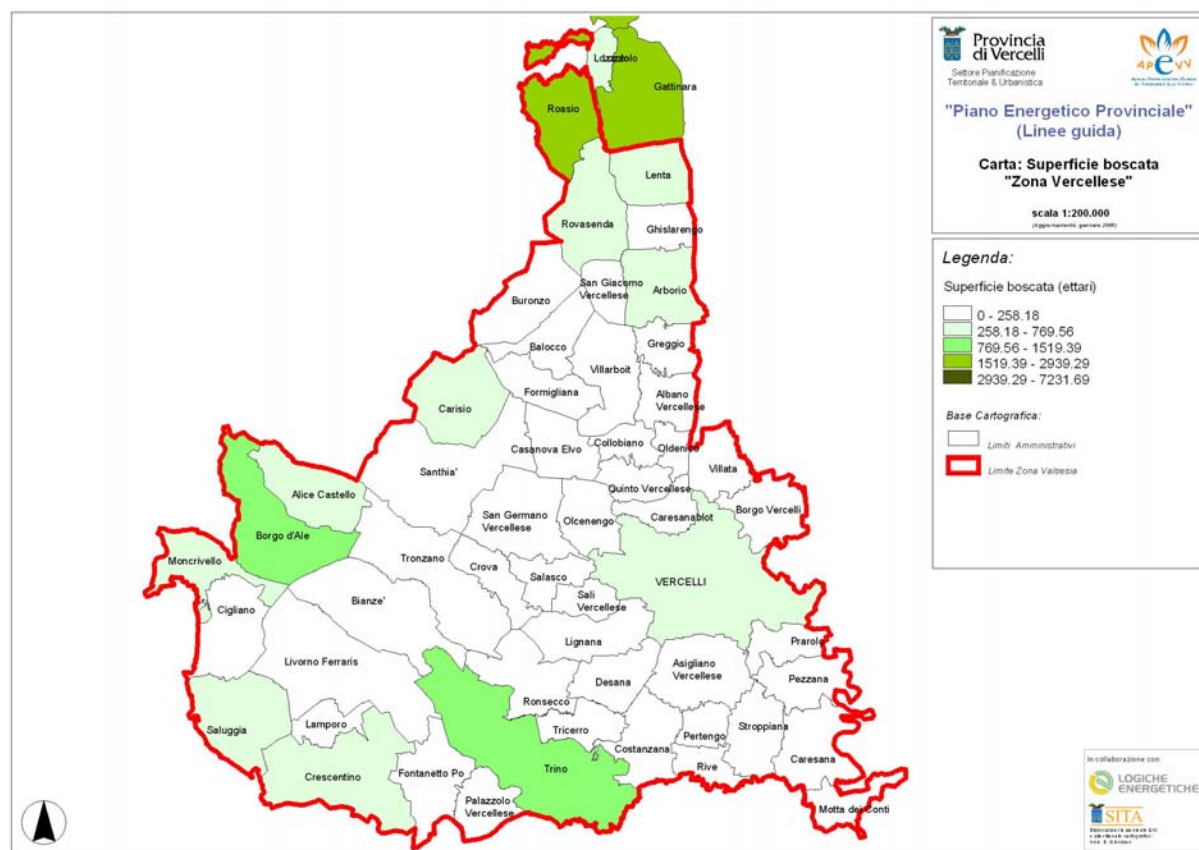 Provincia
di Vercelli
Settore Pianificazione
Territoriale & Urbanistica
APEVV
"Piano Energetico Provinciale"
(Linee guida)
Carta: Superficie boscata
"Zona Vercellese"
scala 1:200.000
Legenda:
Superficie boscata (ettari)
0 - 258.18
258.18 - 769.56
769.56 - 1519.39
1519.39 - 2939.29
2939.29 - 7231.69
Base Cartografica:
Limiti Amministrativi
Limite Zona Valsesia
Gattinara
Roasio
Lenta
Rovasenda
Ghislarengo
San Giacomo
Vercellese
Arborio
Buronzo
Balocco
Greggio
Villarboit
Formigliana
Albano
Vercellese
Carisio
Casanova Elvo
Collobiano
Oldenico
Santhia'
Villata
Quinto Vercellese
Alice Castello
San Germano
Vercellese
Olcenengo
Caresanablot
Borgo Vercelli
Borgo d'Ale
Tronzano
Crova
Moncrivello
Salasco
VERCELLI
Bianze'
Sali
Vercellese
Cigliano
Lignana
Prarolo
Livorno Ferraris
Asigliano
Vercellese
Desana
Pezzana
Ronsecco
Saluggia
Lamporo
Tricerro
Stroppiana
Pertengo
Costanzana
Caresana
Rive
Trino
Crescentino
Fontanetto Po
Palazzolo
Vercellese
Motta dei Conti
In collaborazione con:
LOGICHE
ENERGETICHE
SITA